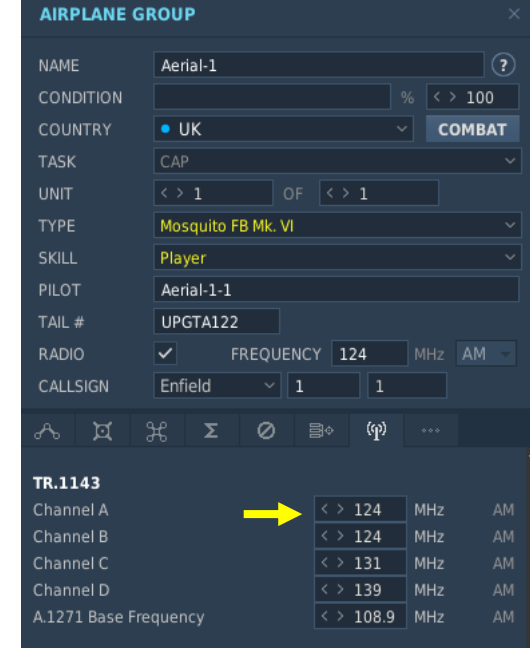 AIRPLANE GROUP
NAME Aerial-1 ?
CONDITION % < > 100
COUNTRY UK COMBAT
TASK CAP
UNIT < > 1 OF < > 1
TYPE Mosquito FB Mk. VI
SKILL Player
PILOT Aerial-1-1
TAIL # UPGTA122
RADIO FREQUENCY 124 MHz AM
CALLSIGN Enfield 1 1
TR.1143
Channel A < > 124 MHz AM
Channel B < > 124 MHz AM
Channel C < > 131 MHz AM
Channel D < > 139 MHz AM
A.1271 Base Frequency < > 108.9 MHz AM